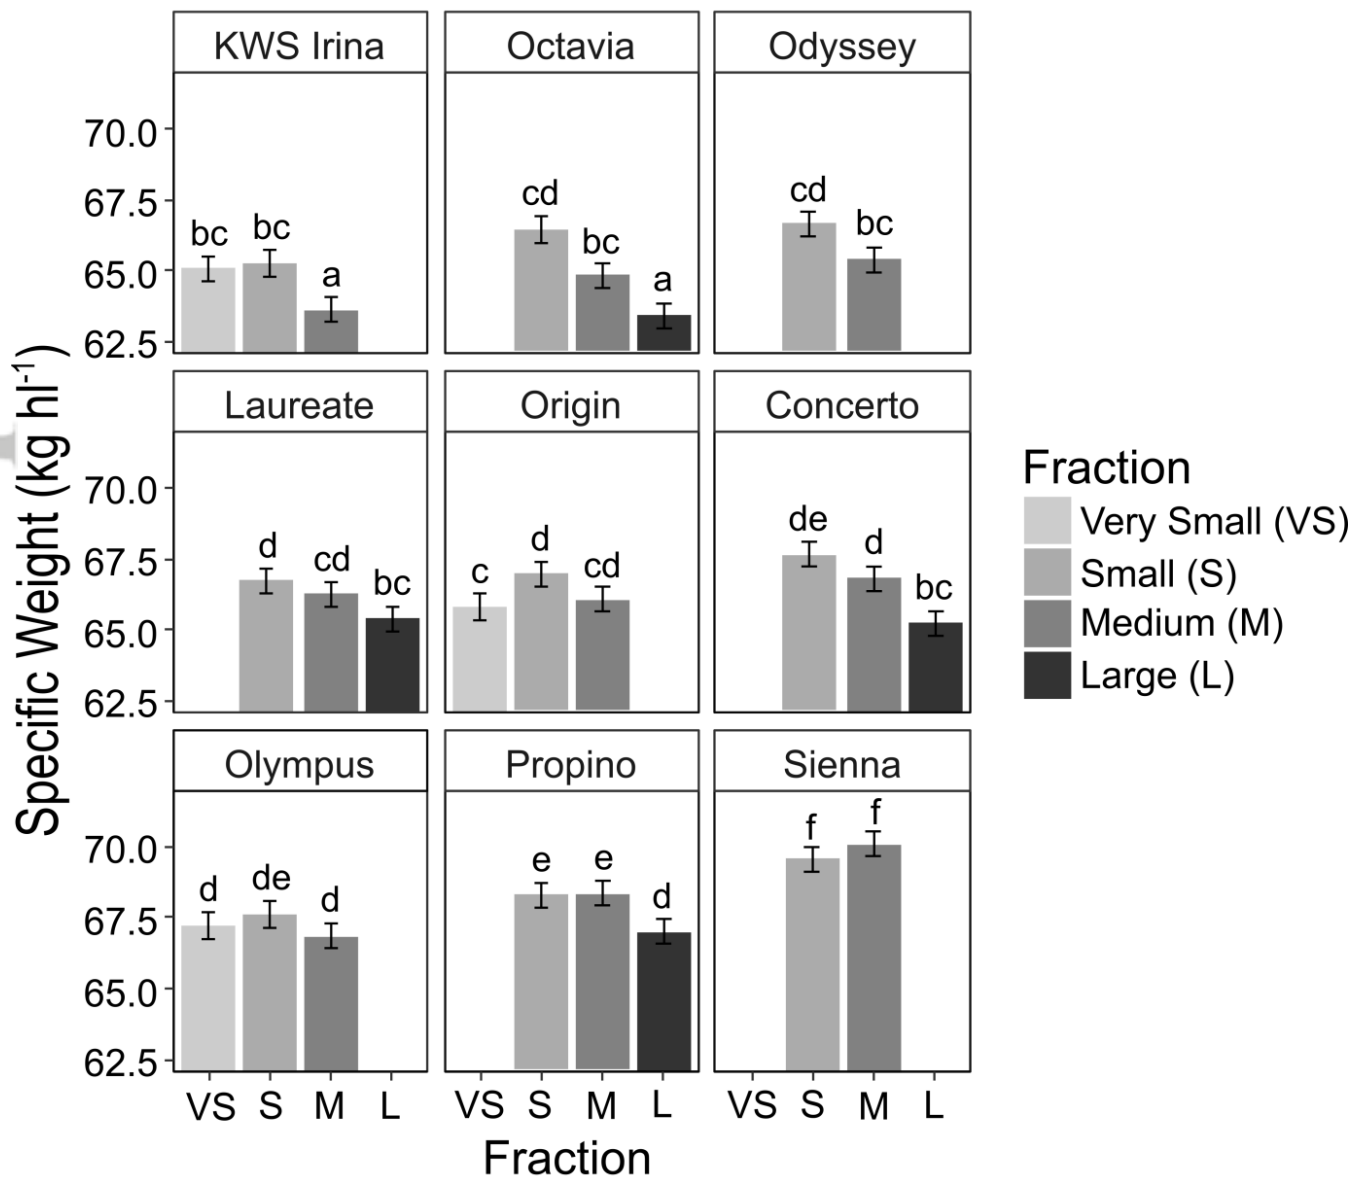 KWS Irina Octavia Odyssey
70.0
67.5
65.0
62.5
bc bc a
cd bc a
cd bc
Laureate Origin Concerto
70.0
67.5
65.0
62.5
d cd bc
c d cd
de d bc
Olympus Propino Sienna
70.0
67.5
65.0
62.5
d de d
e e d
f f
VS S M L VS S M L VS S M L
Fraction
Specific Weight (kg hl⁻¹)
Fraction
Very Small (VS)
Small (S)
Medium (M)
Large (L)